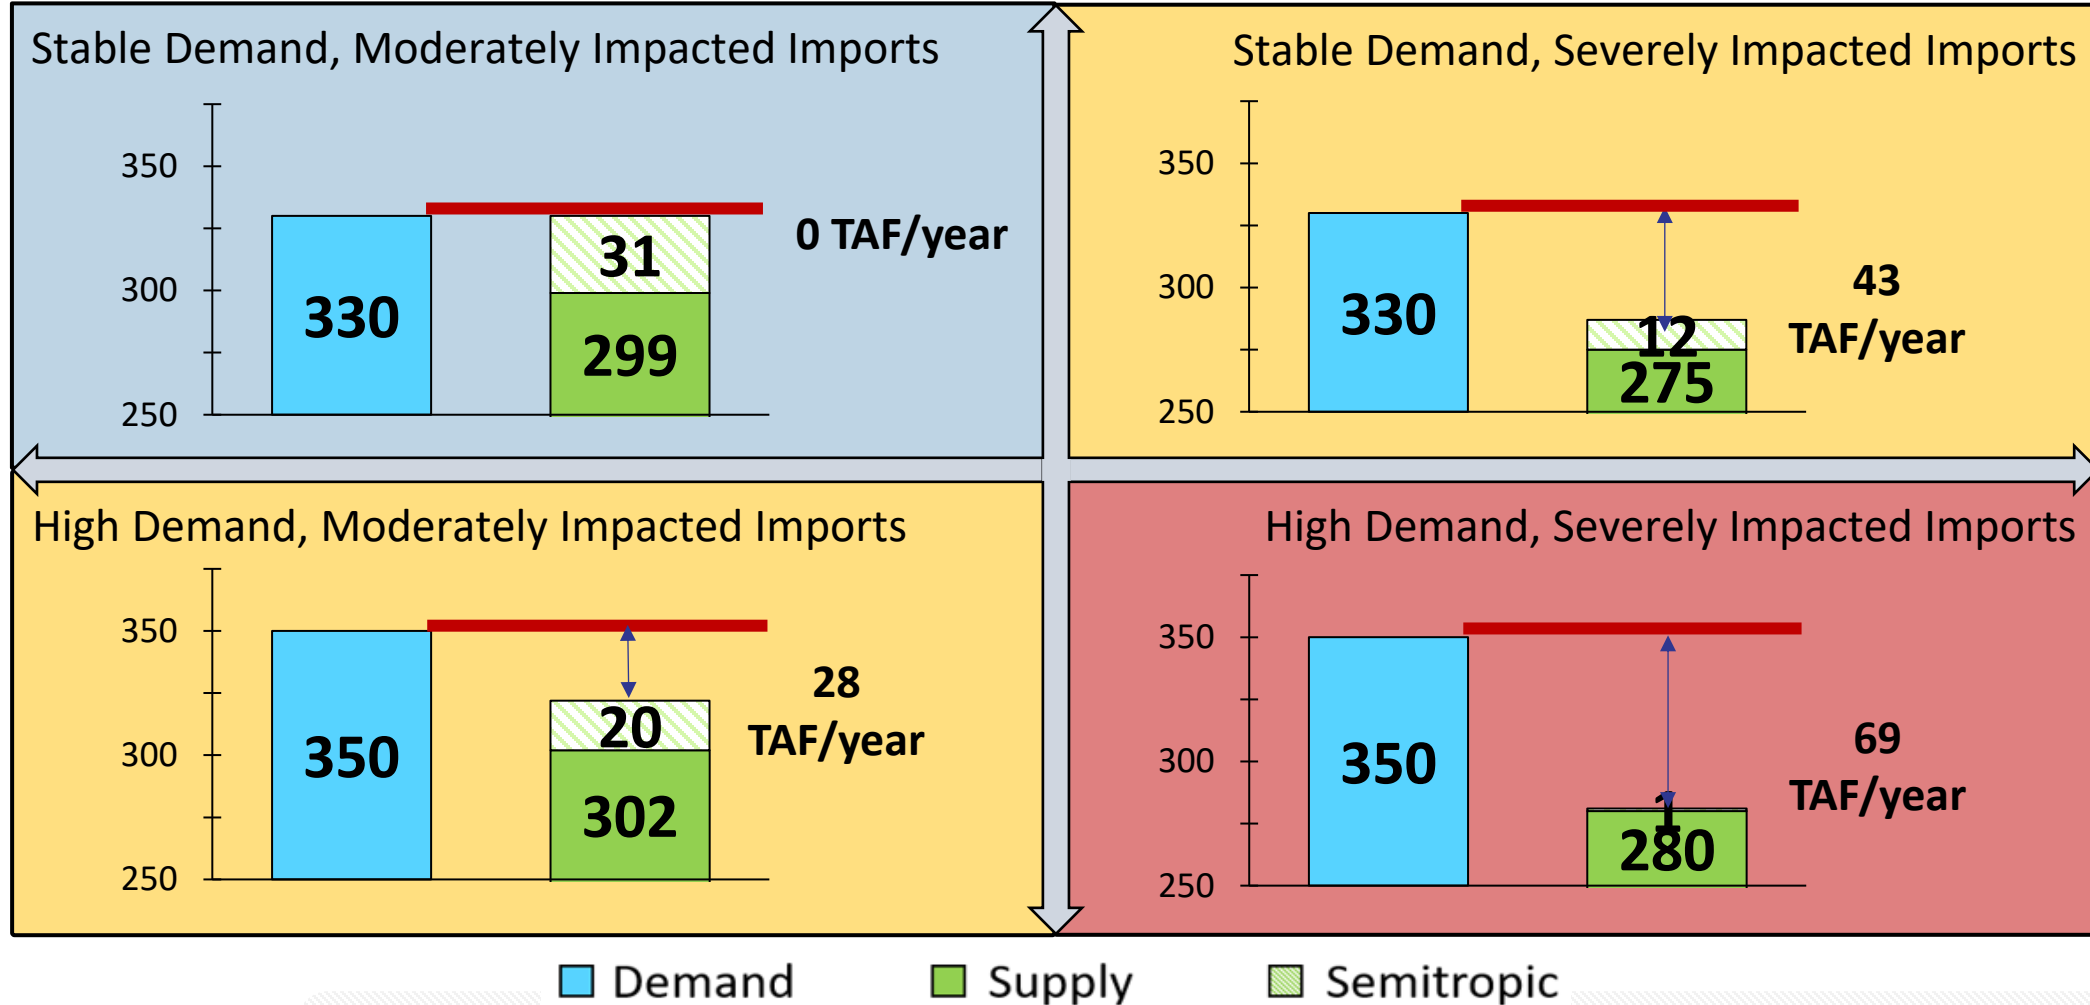 Stable Demand, Moderately Impacted Imports
350
300
250
330
31
299
0 TAF/year
Stable Demand, Severely Impacted Imports
350
300
250
330
12
275
43
TAF/year
High Demand, Moderately Impacted Imports
350
300
250
350
20
302
28
TAF/year
High Demand, Severely Impacted Imports
350
300
250
350
1
280
69
TAF/year
Demand
Supply
Semitropic